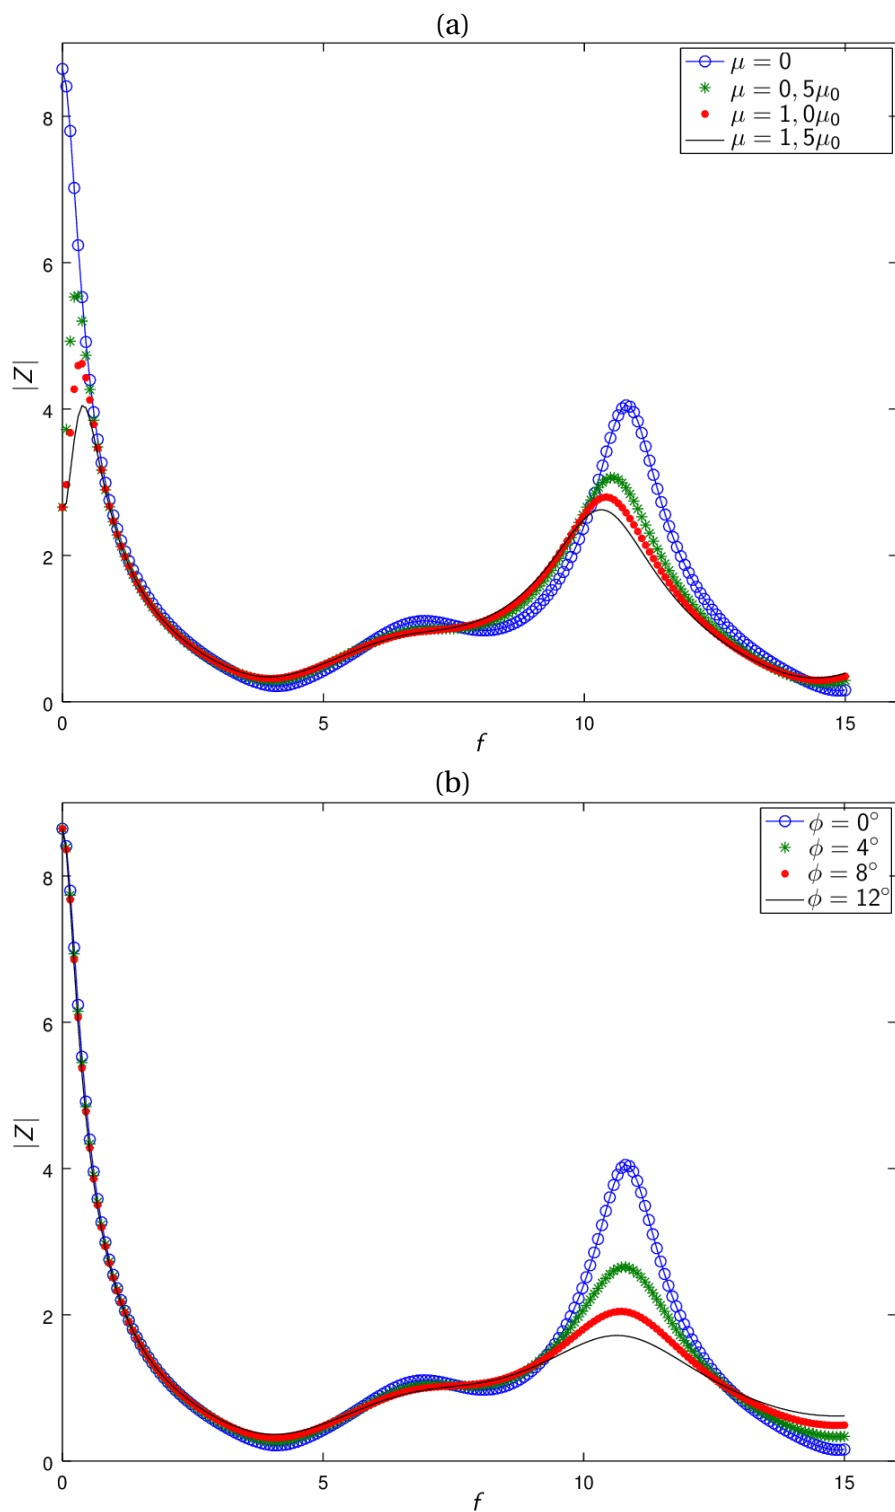 (a)
μ = 0
μ = 0, 5μ₀
μ = 1, 0μ₀
μ = 1, 5μ₀
8
6
|Z|
4
2
0
0 5 10 15
f
(b)
ϕ = 0°
ϕ = 4°
ϕ = 8°
ϕ = 12°
8
6
|Z|
4
2
0
0 5 10 15
f